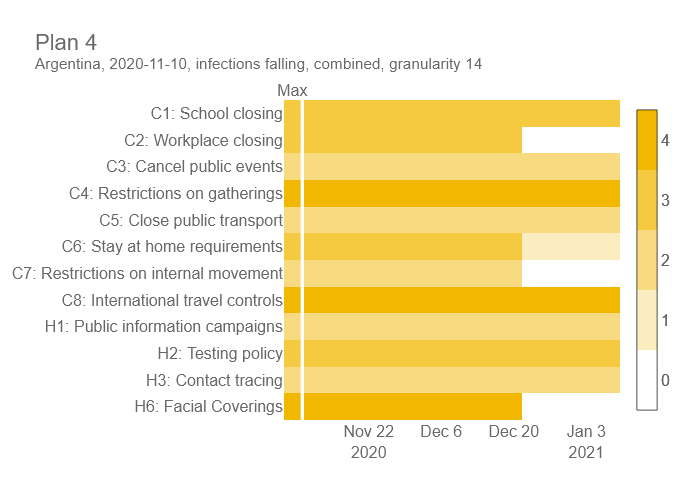 Plan 4
Argentina, 2020-11-10, infections falling, combined, granularity 14
Max
C1: School closing
C2: Workplace closing
C3: Cancel public events
C4: Restrictions on gatherings
C5: Close public transport
C6: Stay at home requirements
C7: Restrictions on internal movement
C8: International travel controls
H1: Public information campaigns
H2: Testing policy
H3: Contact tracing
H6: Facial Coverings
4
3
2
1
0
Nov 22 Dec 6 Dec 20 Jan 3
2020 2021